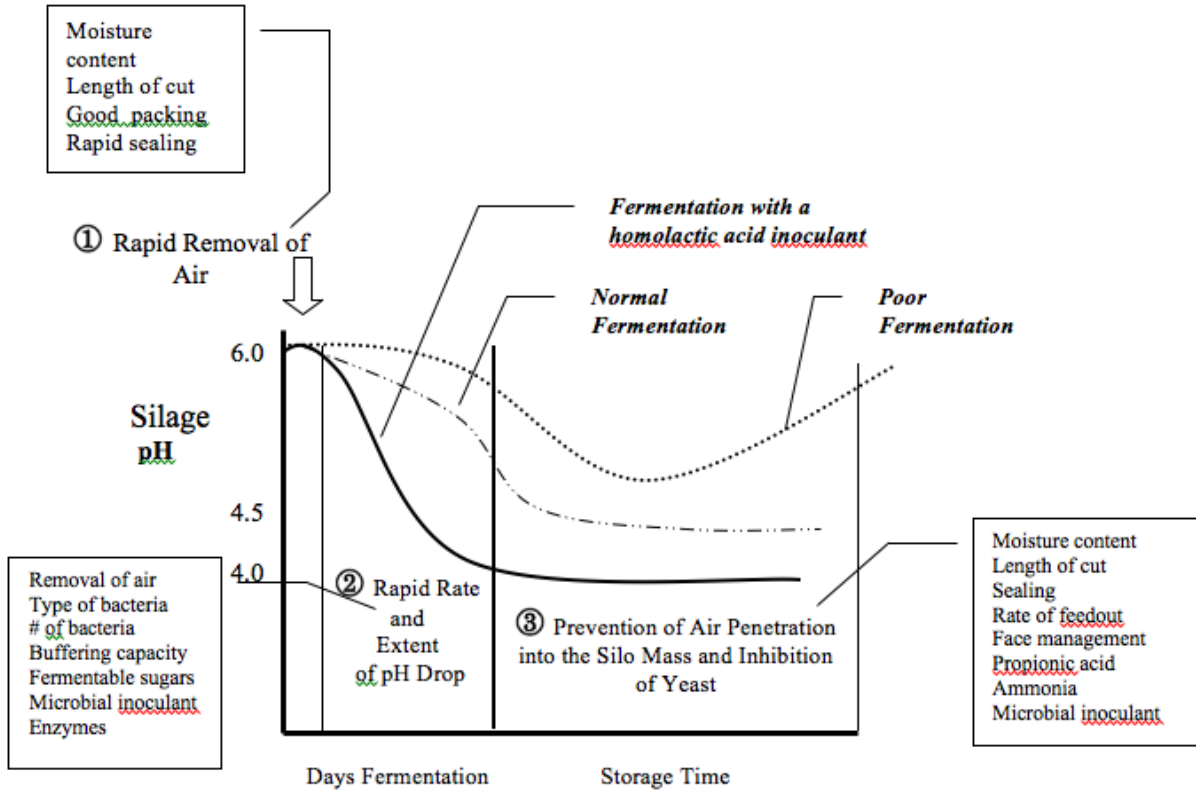 Moisture
content
Length of cut
Good packing
Rapid sealing
① Rapid Removal of
Air
Fermentation with a
homolactic acid inoculant
Normal
Fermentation
Poor
Fermentation
6.0
Silage
pH
4.5
4.0
Removal of air
Type of bacteria
# of bacteria
Buffering capacity
Fermentable sugars
Microbial inoculant
Enzymes
② Rapid Rate
and
Extent
of pH Drop
③ Prevention of Air Penetration
into the Silo Mass and Inhibition
of Yeast
Moisture content
Length of cut
Sealing
Rate of feedout
Face management
Propionic acid
Ammonia
Microbial inoculant
Days Fermentation
Storage Time